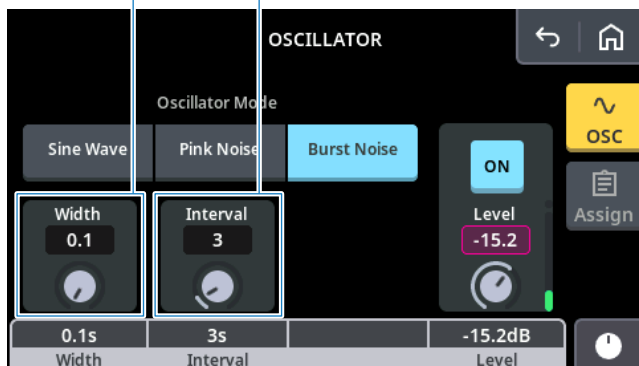 OSCILLATOR
Oscillator Mode
OSC
Sine Wave Pink Noise Burst Noise
ON
Width Interval Level Assign
0.1 3 -15.2
0.1s 3s -15.2dB
Width Interval Level